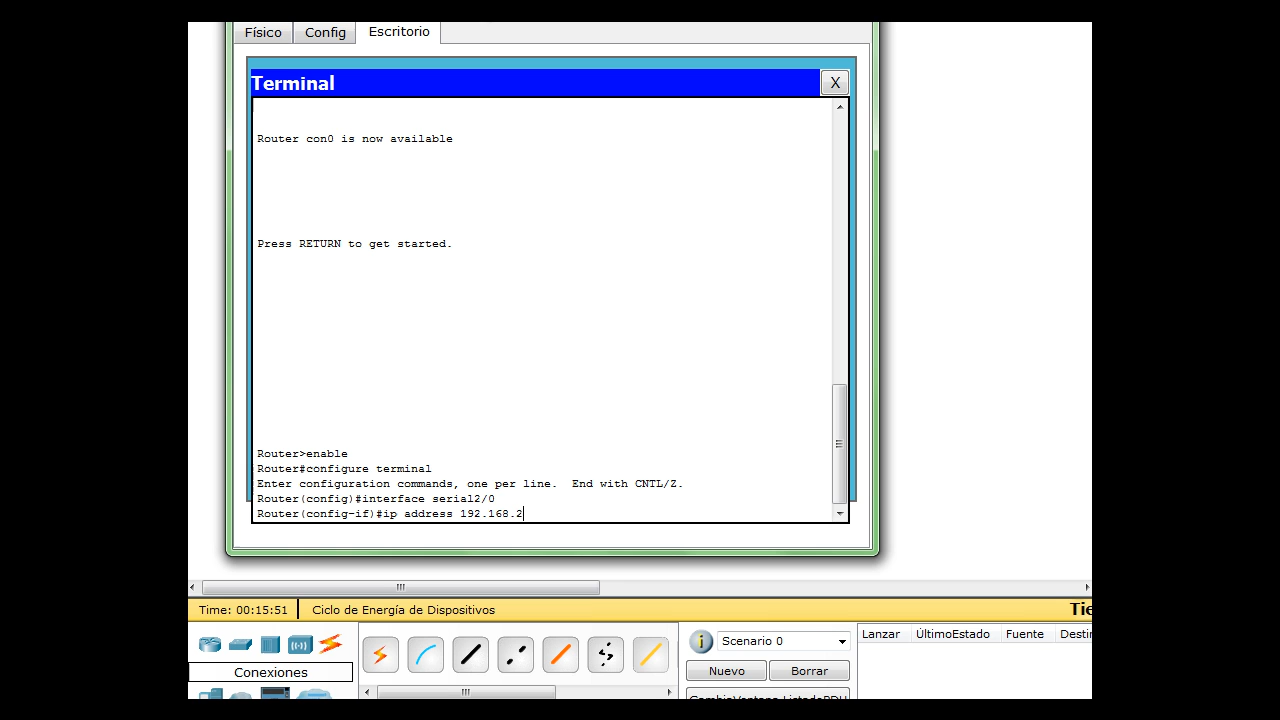 Físico Config Escritorio
Terminal X
Router con0 is now available
Press RETURN to get started.
Router>enable
Router#configure terminal
Enter configuration commands, one per line.  End with CNTL/Z.
Router(config)#interface serial2/0
Router(config-if)#ip address 192.168.2
Time: 00:15:51 Ciclo de Energía de Dispositivos Tie
Scenario 0 Lanzar ÚltimoEstado Fuente Destin
Conexiones Nuevo Borrar